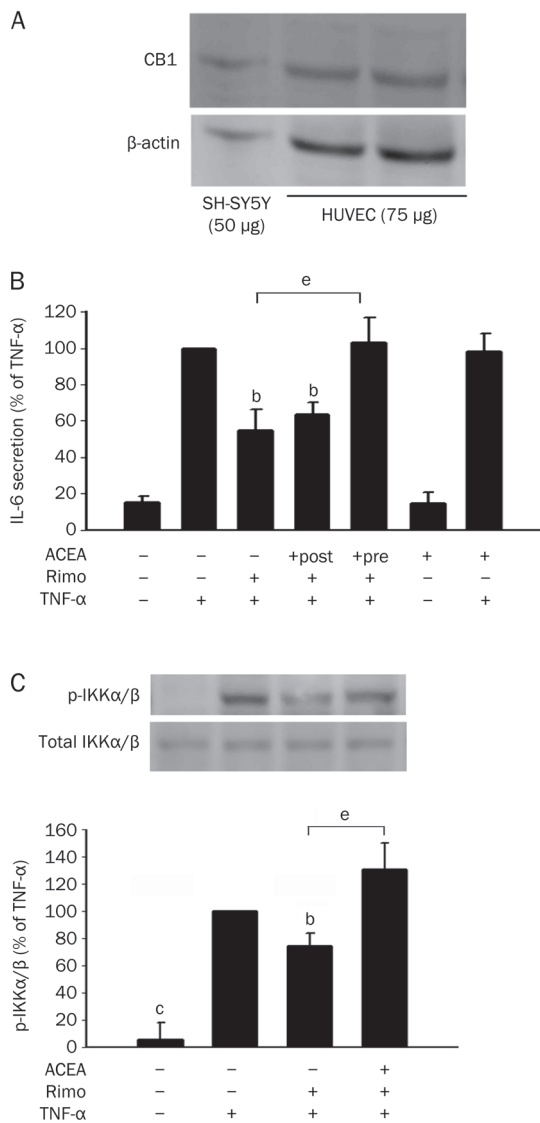 A
CB1
β-actin
SH-SY5Y
(50 µg)
HUVEC (75 µg)
B
e
IL-6 secretion (% of TNF-α)
120
100
80
60
40
20
0
b
b
ACEA – – – +post +pre + +
Rimo – – + + + – –
TNF-α – + + + + – +
C
p-IKKα/β
Total IKKα/β
e
p-IKKα/β (% of TNF-α)
160
140
120
100
80
60
40
20
0
c
b
ACEA – – – +
Rimo – – + +
TNF-α – + + +